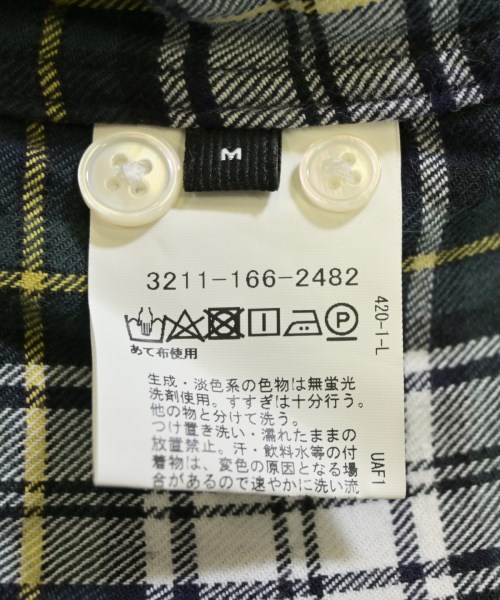 M
3211-166-2482
P
あて布使用
生成・淡色系の色物は無蛍光
洗剤使用。すすぎは十分行う。
他の物と分けて洗う。
つけ置き洗い・濡れたままの
放置禁止。汗・飲料水等の付
着物は、変色の原因となる場
合があるので速やかに洗い流
420-1-L
UAF1